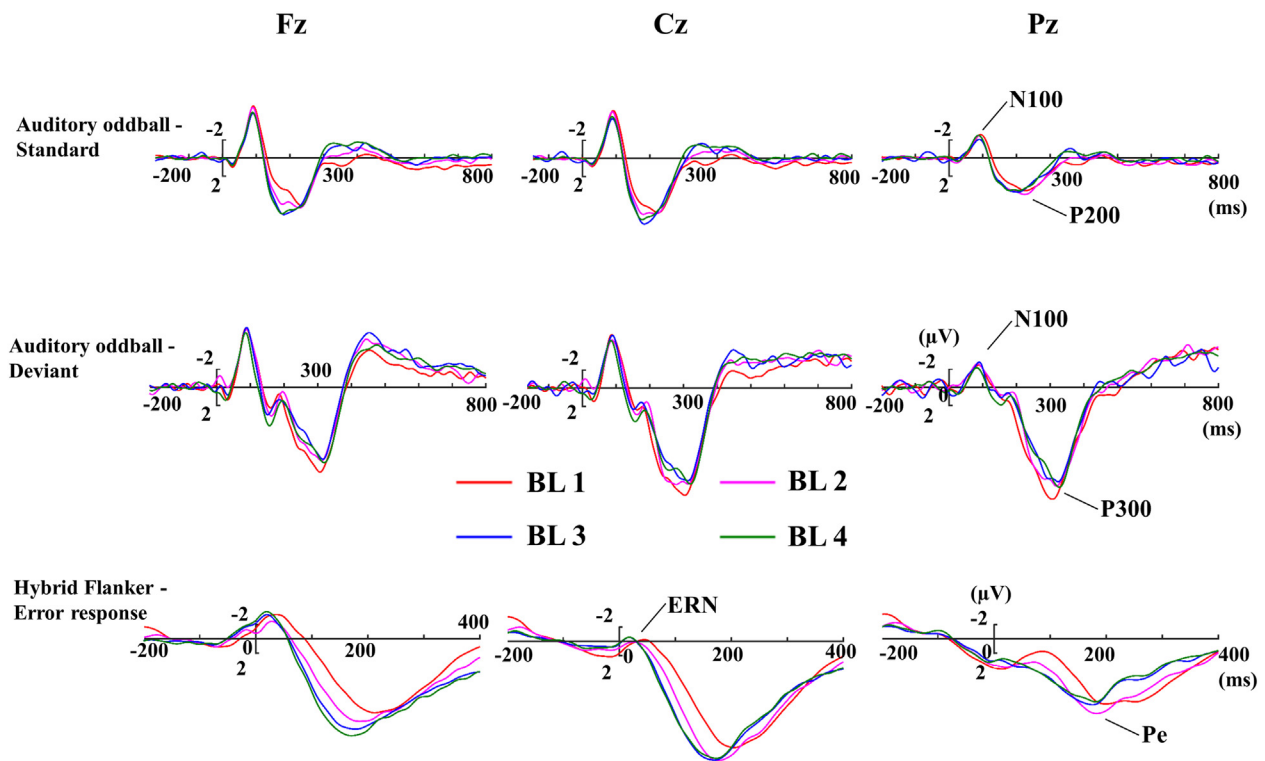 Fz Cz Pz
Auditory oddball -
Standard
-2 -2 -2 N100
-200 2 300 800 -200 2 300 800 -200 2 300 800
(ms)
P200
Auditory oddball -
Deviant
-2 300 -2 (µV) -2 N100
-200 2 800 -200 2 300 800 -200 0 2 300 800
(ms)
P300
BL 1 BL 2
BL 3 BL 4
Hybrid Flanker -
Error response
-2 400 -2 ERN (µV) -2
-200 0 2 -200 0 2 200 400 -200 0 2 200 400
(ms)
Pe